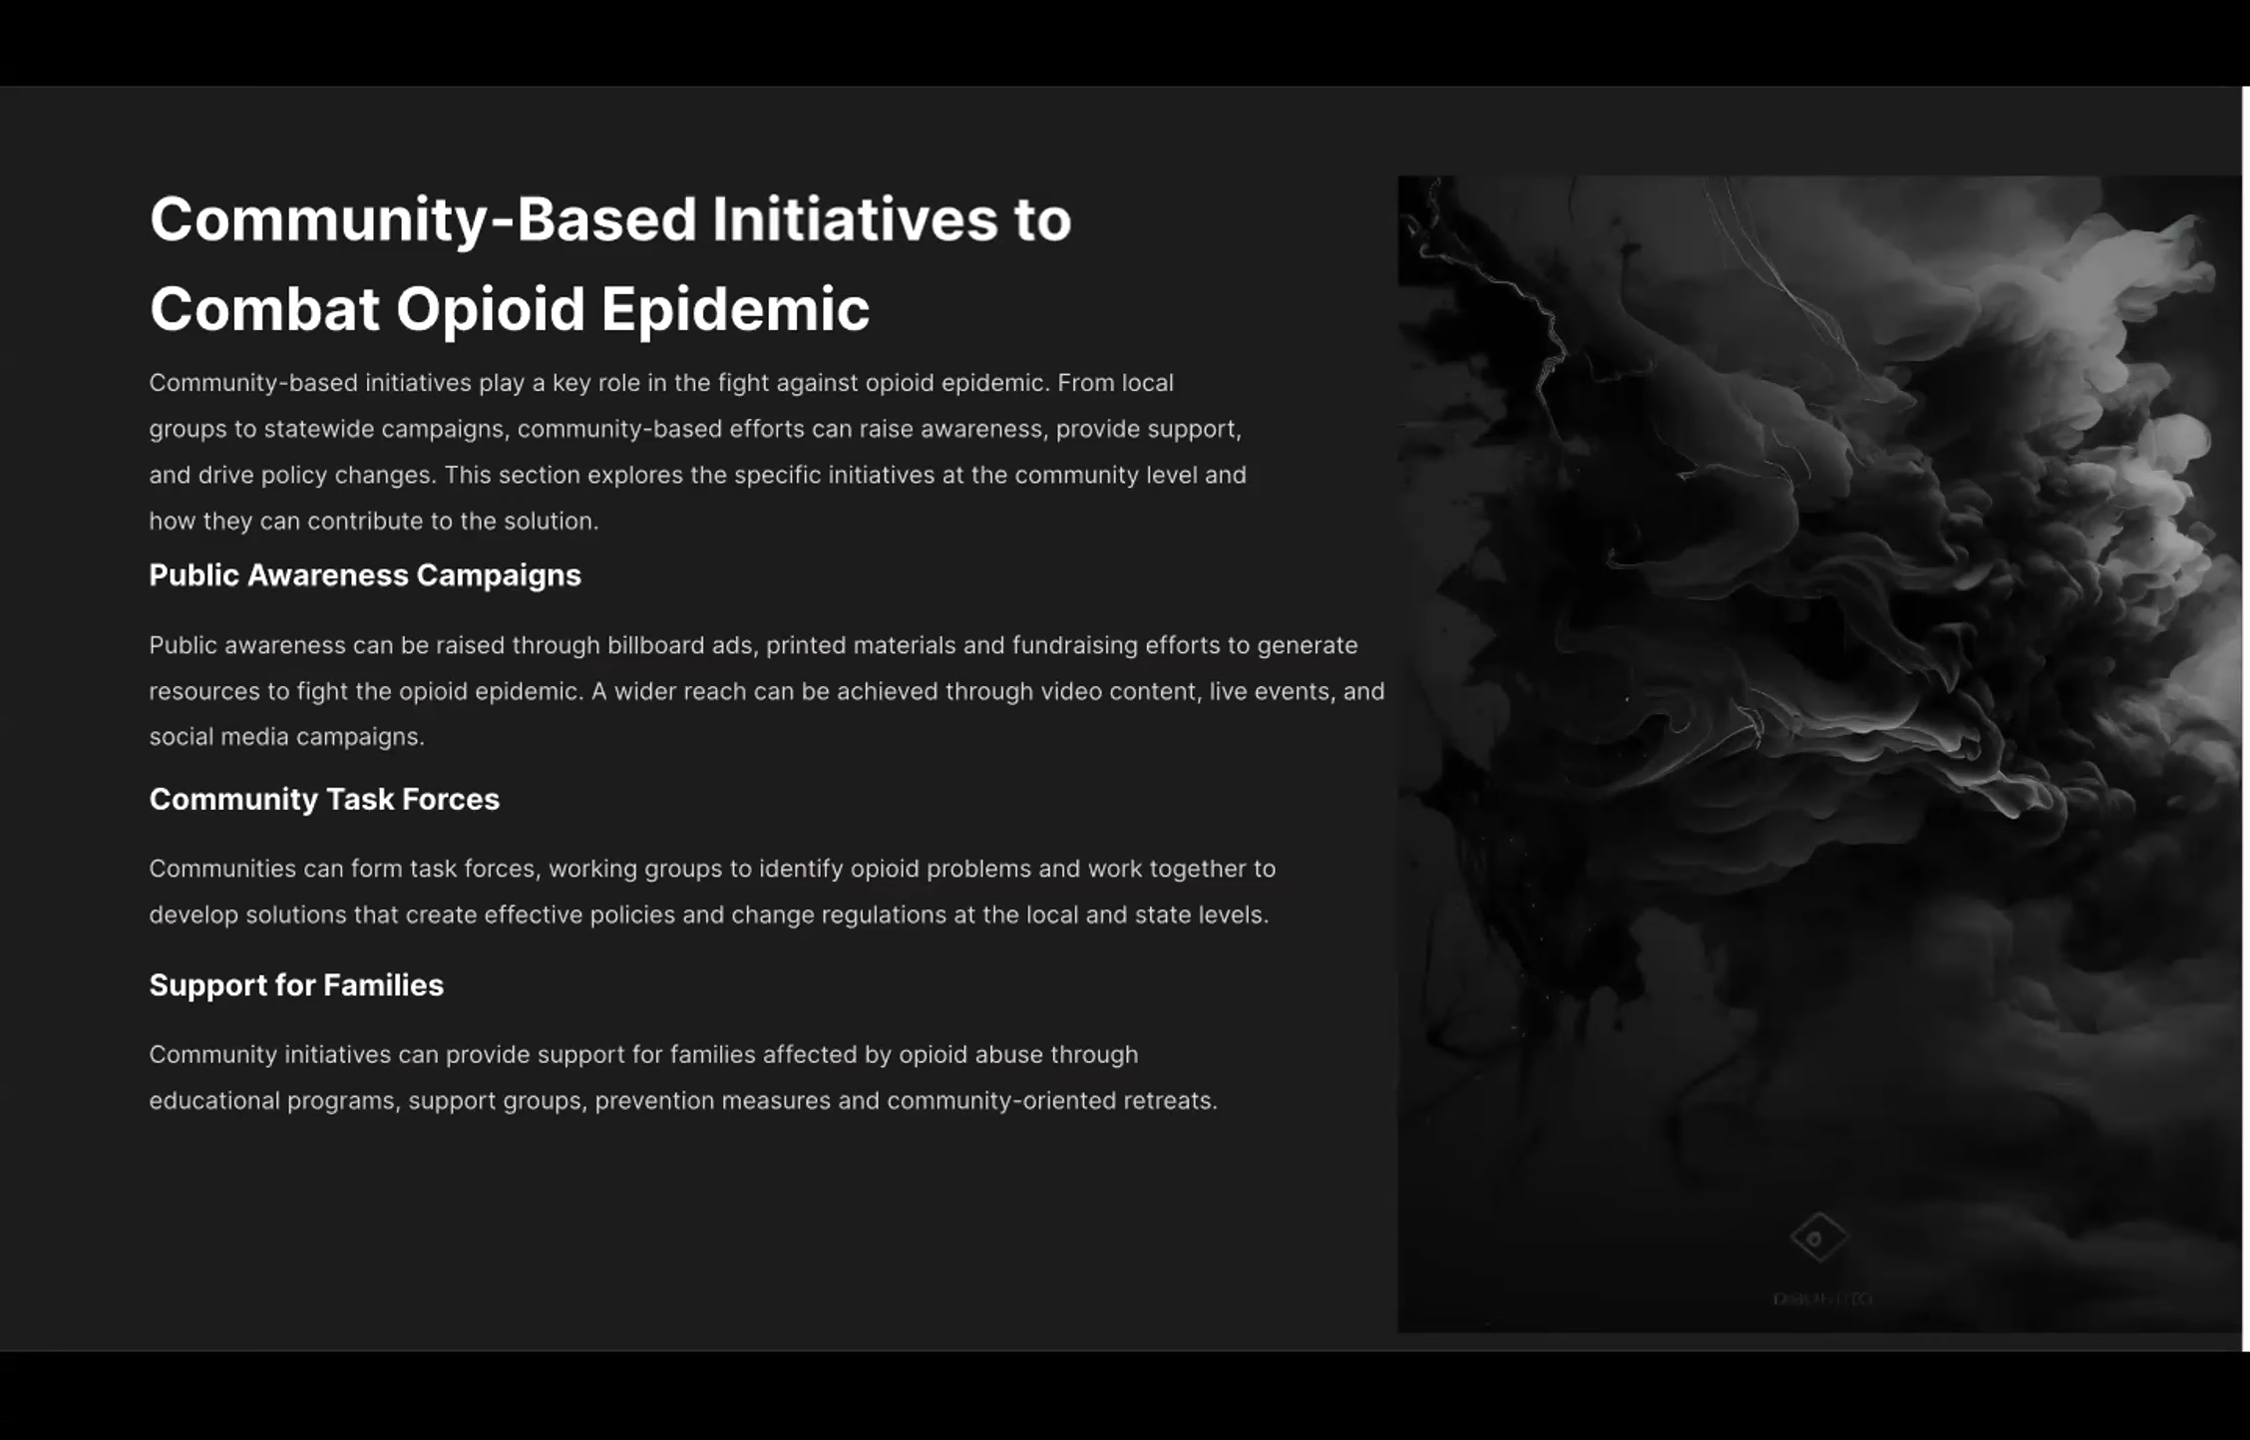 Community-Based Initiatives to
Combat Opioid Epidemic
Community-based initiatives play a key role in the fight against opioid epidemic. From local
groups to statewide campaigns, community-based efforts can raise awareness, provide support,
and drive policy changes. This section explores the specific initiatives at the community level and
how they can contribute to the solution.
Public Awareness Campaigns
Public awareness can be raised through billboard ads, printed materials and fundraising efforts to generate
resources to fight the opioid epidemic. A wider reach can be achieved through video content, live events, and
social media campaigns.
Community Task Forces
Communities can form task forces, working groups to identify opioid problems and work together to
develop solutions that create effective policies and change regulations at the local and state levels.
Support for Families
Community initiatives can provide support for families affected by opioid abuse through
educational programs, support groups, prevention measures and community-oriented retreats.